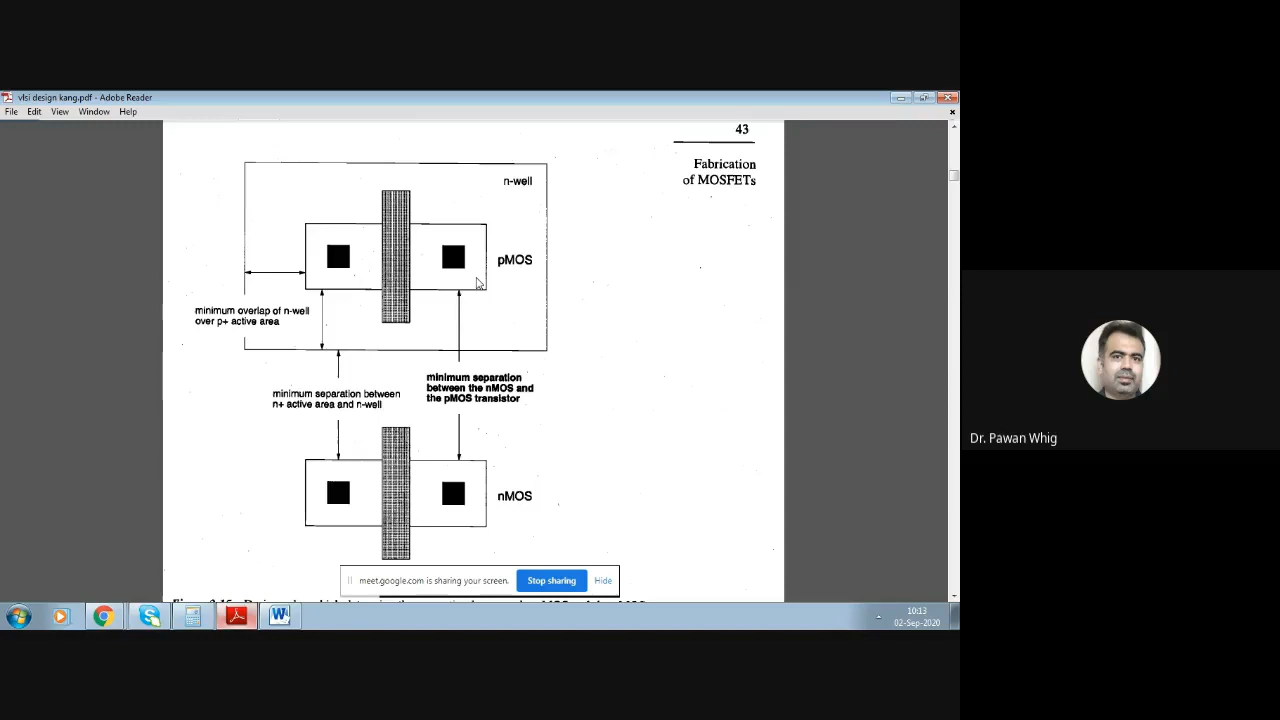 vlsi design kang.pdf - Adobe Reader
File Edit View Window Help
43
Fabrication
of MOSFETs
n-well
pMOS
minimum overlap of n-well
over p+ active area
minimum separation
between the nMOS and
the pMOS transistor
minimum separation between
n+ active area and n-well
nMOS
meet.google.com is sharing your screen.
Stop sharing
Hide
10:13
02-Sep-2020
Dr. Pawan Whig